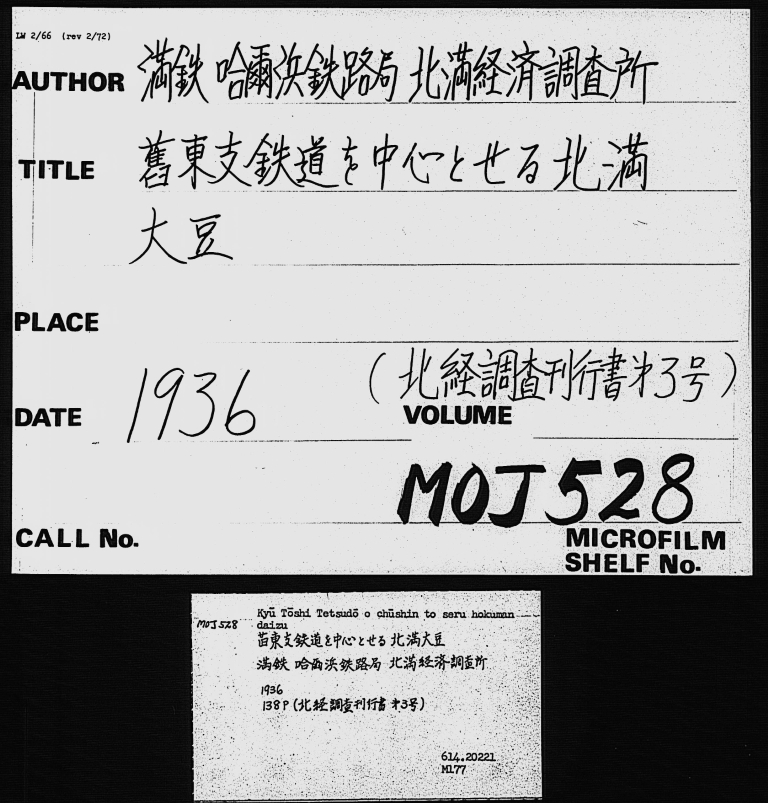 LW 2/66 (rev 2/72)
AUTHOR 満鉄 哈爾浜鉄路局 北満経済調査所
TITLE 舊東支鉄道を中心とせる北満
大豆
PLACE
(北経調査刊行書第3号)
DATE 1936 VOLUME
MOJ 528
CALL No. MICROFILM
SHELF No.
Kyū Tōshi Tetsudō o chūshin to seru hokuman
MOJ 528 daizu
苗東支鉄道を中心とせる北満大豆
満鉄 哈爾浜鉄路局 北満経済調査所
1936
138P (北経調査刊行書 第3号)
614.20221
M177